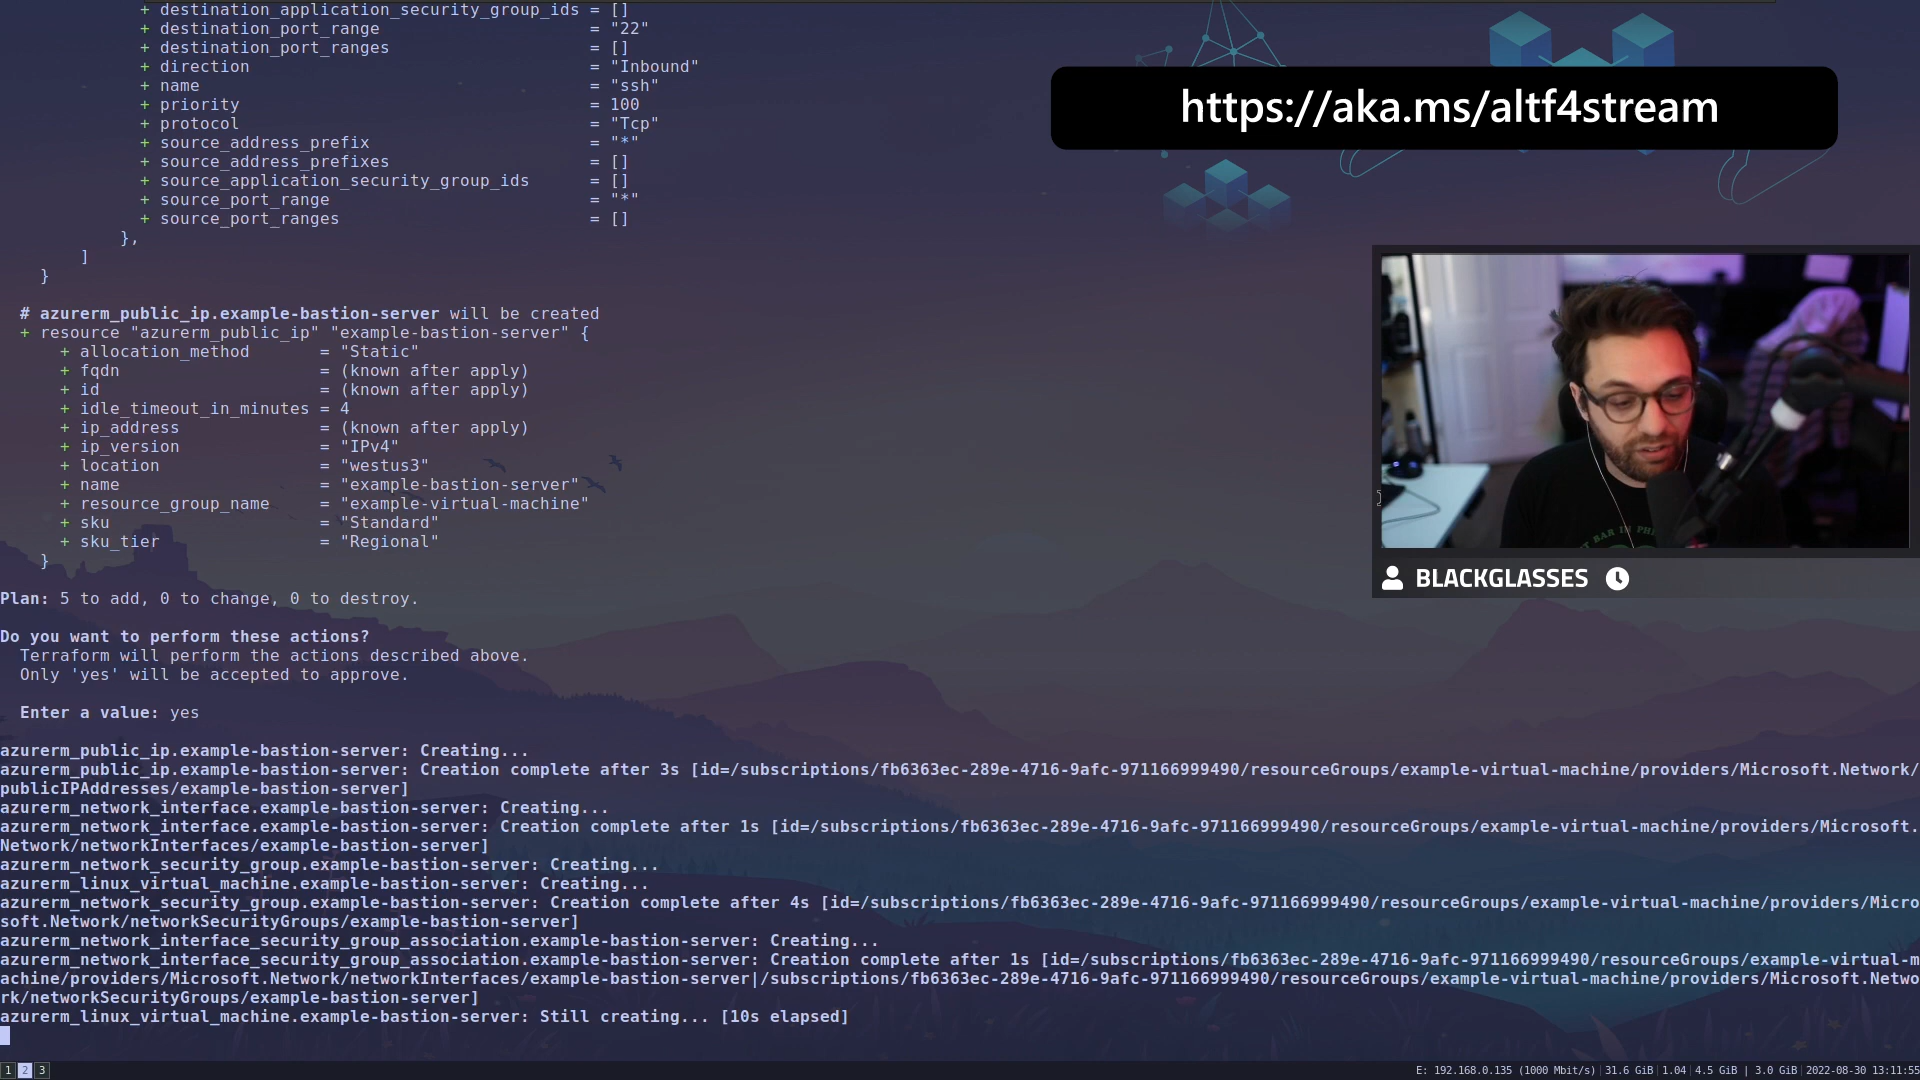 + destination_application_security_group_ids = []
+ destination_port_range = "22"
+ destination_port_ranges = []
+ direction = "Inbound"
+ name = "ssh"
+ priority = 100
+ protocol = "Tcp"
+ source_address_prefix = "*"
+ source_address_prefixes = []
+ source_application_security_group_ids = []
+ source_port_range = "*"
+ source_port_ranges = []
},
]
}
# azurerm_public_ip.example-bastion-server will be created
+ resource "azurerm_public_ip" "example-bastion-server" {
+ allocation_method = "Static"
+ fqdn = (known after apply)
+ id = (known after apply)
+ idle_timeout_in_minutes = 4
+ ip_address = (known after apply)
+ ip_version = "IPv4"
+ location = "westus3"
+ name = "example-bastion-server"
+ resource_group_name = "example-virtual-machine"
+ sku = "Standard"
+ sku_tier = "Regional"
}
Plan: 5 to add, 0 to change, 0 to destroy.
Do you want to perform these actions?
Terraform will perform the actions described above.
Only 'yes' will be accepted to approve.
Enter a value: yes
azurerm_public_ip.example-bastion-server: Creating...
azurerm_public_ip.example-bastion-server: Creation complete after 3s [id=/subscriptions/fb6363ec-289e-4716-9afc-971166999490/resourceGroups/example-virtual-machine/providers/Microsoft.Network/
publicIPAddresses/example-bastion-server]
azurerm_network_interface.example-bastion-server: Creating...
azurerm_network_interface.example-bastion-server: Creation complete after 1s [id=/subscriptions/fb6363ec-289e-4716-9afc-971166999490/resourceGroups/example-virtual-machine/providers/Microsoft.
Network/networkInterfaces/example-bastion-server]
azurerm_network_security_group.example-bastion-server: Creating...
azurerm_linux_virtual_machine.example-bastion-server: Creating...
azurerm_network_security_group.example-bastion-server: Creation complete after 4s [id=/subscriptions/fb6363ec-289e-4716-9afc-971166999490/resourceGroups/example-virtual-machine/providers/Micro
soft.Network/networkSecurityGroups/example-bastion-server]
azurerm_network_interface_security_group_association.example-bastion-server: Creating...
azurerm_network_interface_security_group_association.example-bastion-server: Creation complete after 1s [id=/subscriptions/fb6363ec-289e-4716-9afc-971166999490/resourceGroups/example-virtual-m
achine/providers/Microsoft.Network/networkInterfaces/example-bastion-server|/subscriptions/fb6363ec-289e-4716-9afc-971166999490/resourceGroups/example-virtual-machine/providers/Microsoft.Netwo
rk/networkSecurityGroups/example-bastion-server]
azurerm_linux_virtual_machine.example-bastion-server: Still creating... [10s elapsed]
https://aka.ms/altf4stream
BAR IN
BLACKGLASSES
1 2 3
E: 192.168.0.135 (1000 Mbit/s) | 31.6 GiB | 1.04 | 4.5 GiB | 3.0 GiB | 2022-08-30 13:11:55